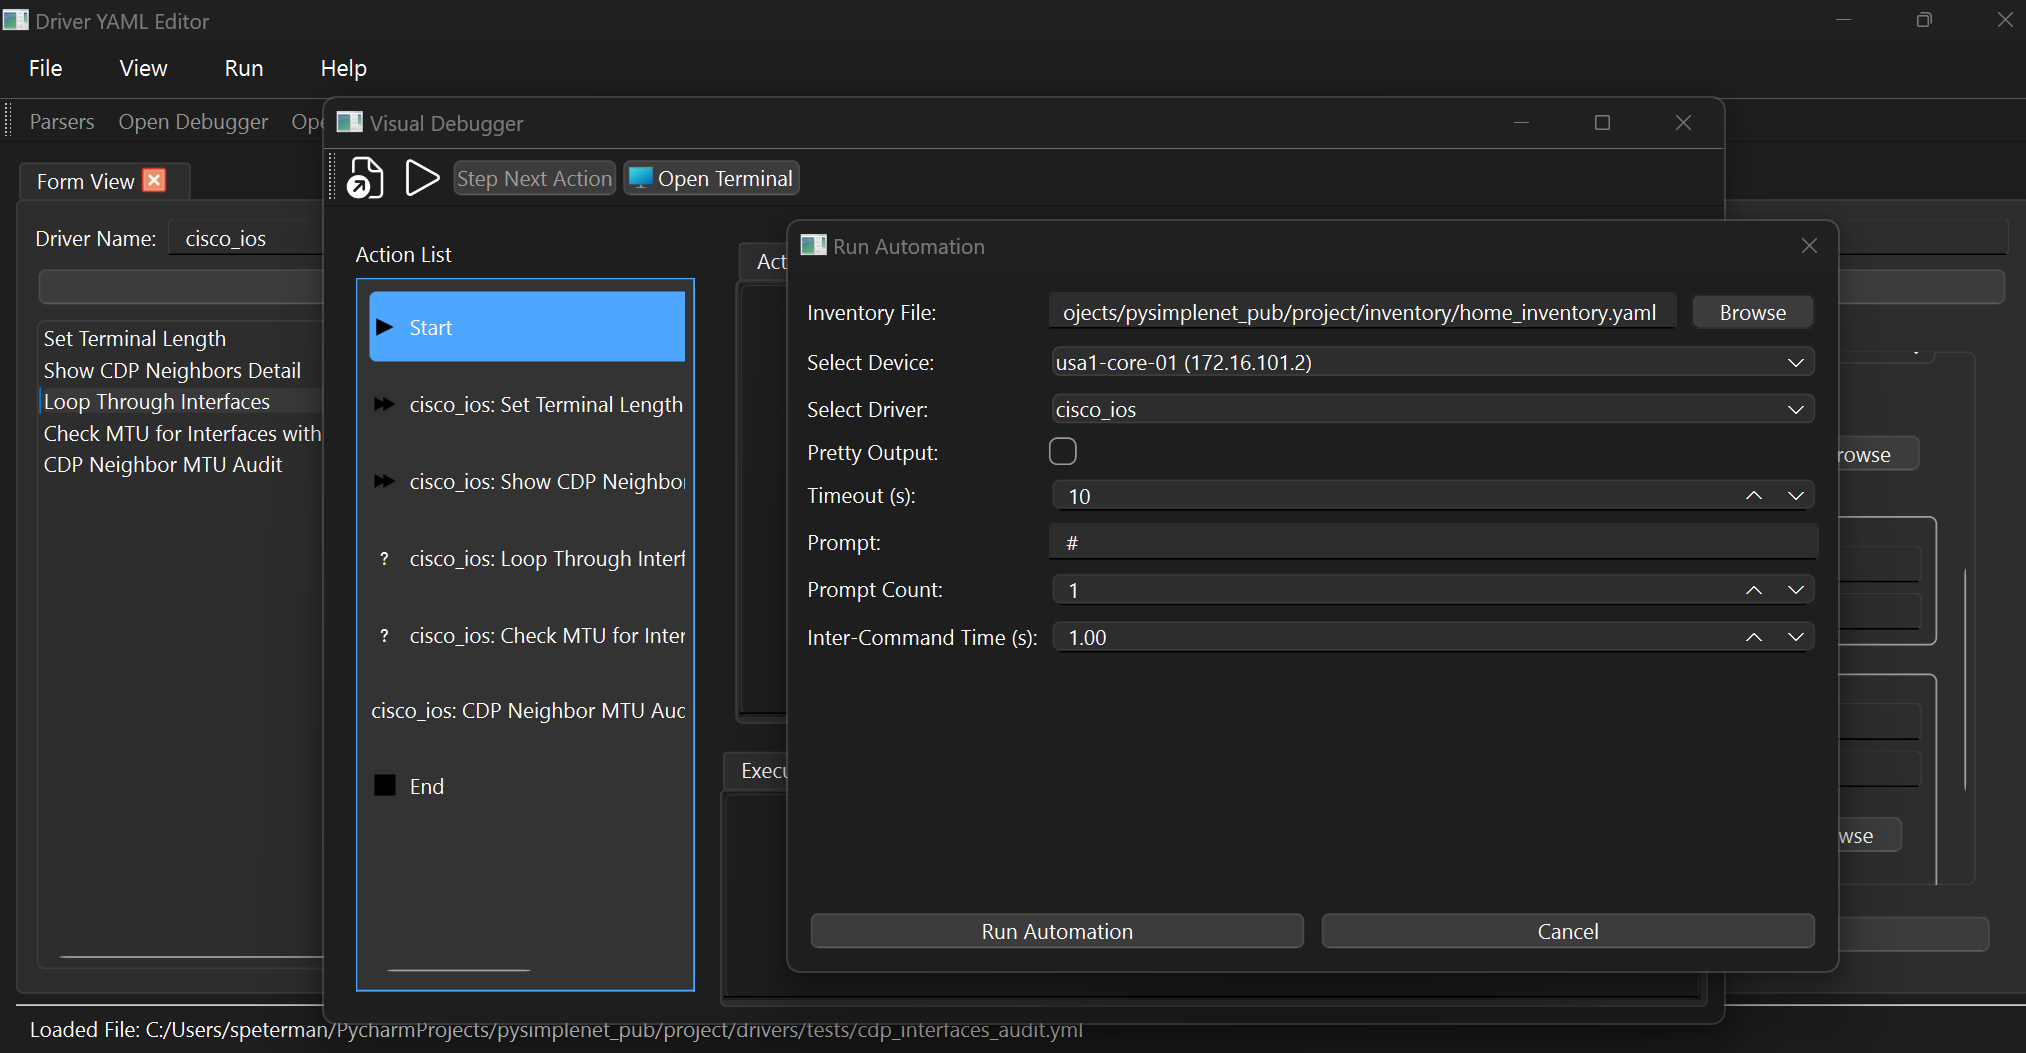 Driver YAML Editor
File View Run Help
Parsers Open Debugger
Form View
Driver Name: cisco_ios
Set Terminal Length
Show CDP Neighbors Detail
Loop Through Interfaces
Check MTU for Interfaces with
CDP Neighbor MTU Audit
Visual Debugger
Step Next Action Open Terminal
Action List
Start
cisco_ios: Set Terminal Length
cisco_ios: Show CDP Neighbo
cisco_ios: Loop Through Interf
cisco_ios: Check MTU for Inter
cisco_ios: CDP Neighbor MTU Auc
End
Act
Execu
Run Automation
Inventory File: ojects/pysimplenet_pub/project/inventory/home_inventory.yaml Browse
Select Device: usa1-core-01 (172.16.101.2)
Select Driver: cisco_ios
Pretty Output:
Timeout (s): 10
Prompt: #
Prompt Count: 1
Inter-Command Time (s): 1.00
Run Automation Cancel
rowse
wse
Loaded File: C:/Users/speterman/PycharmProjects/pysimplenet_pub/project/drivers/tests/cdp_interfaces_audit.yml